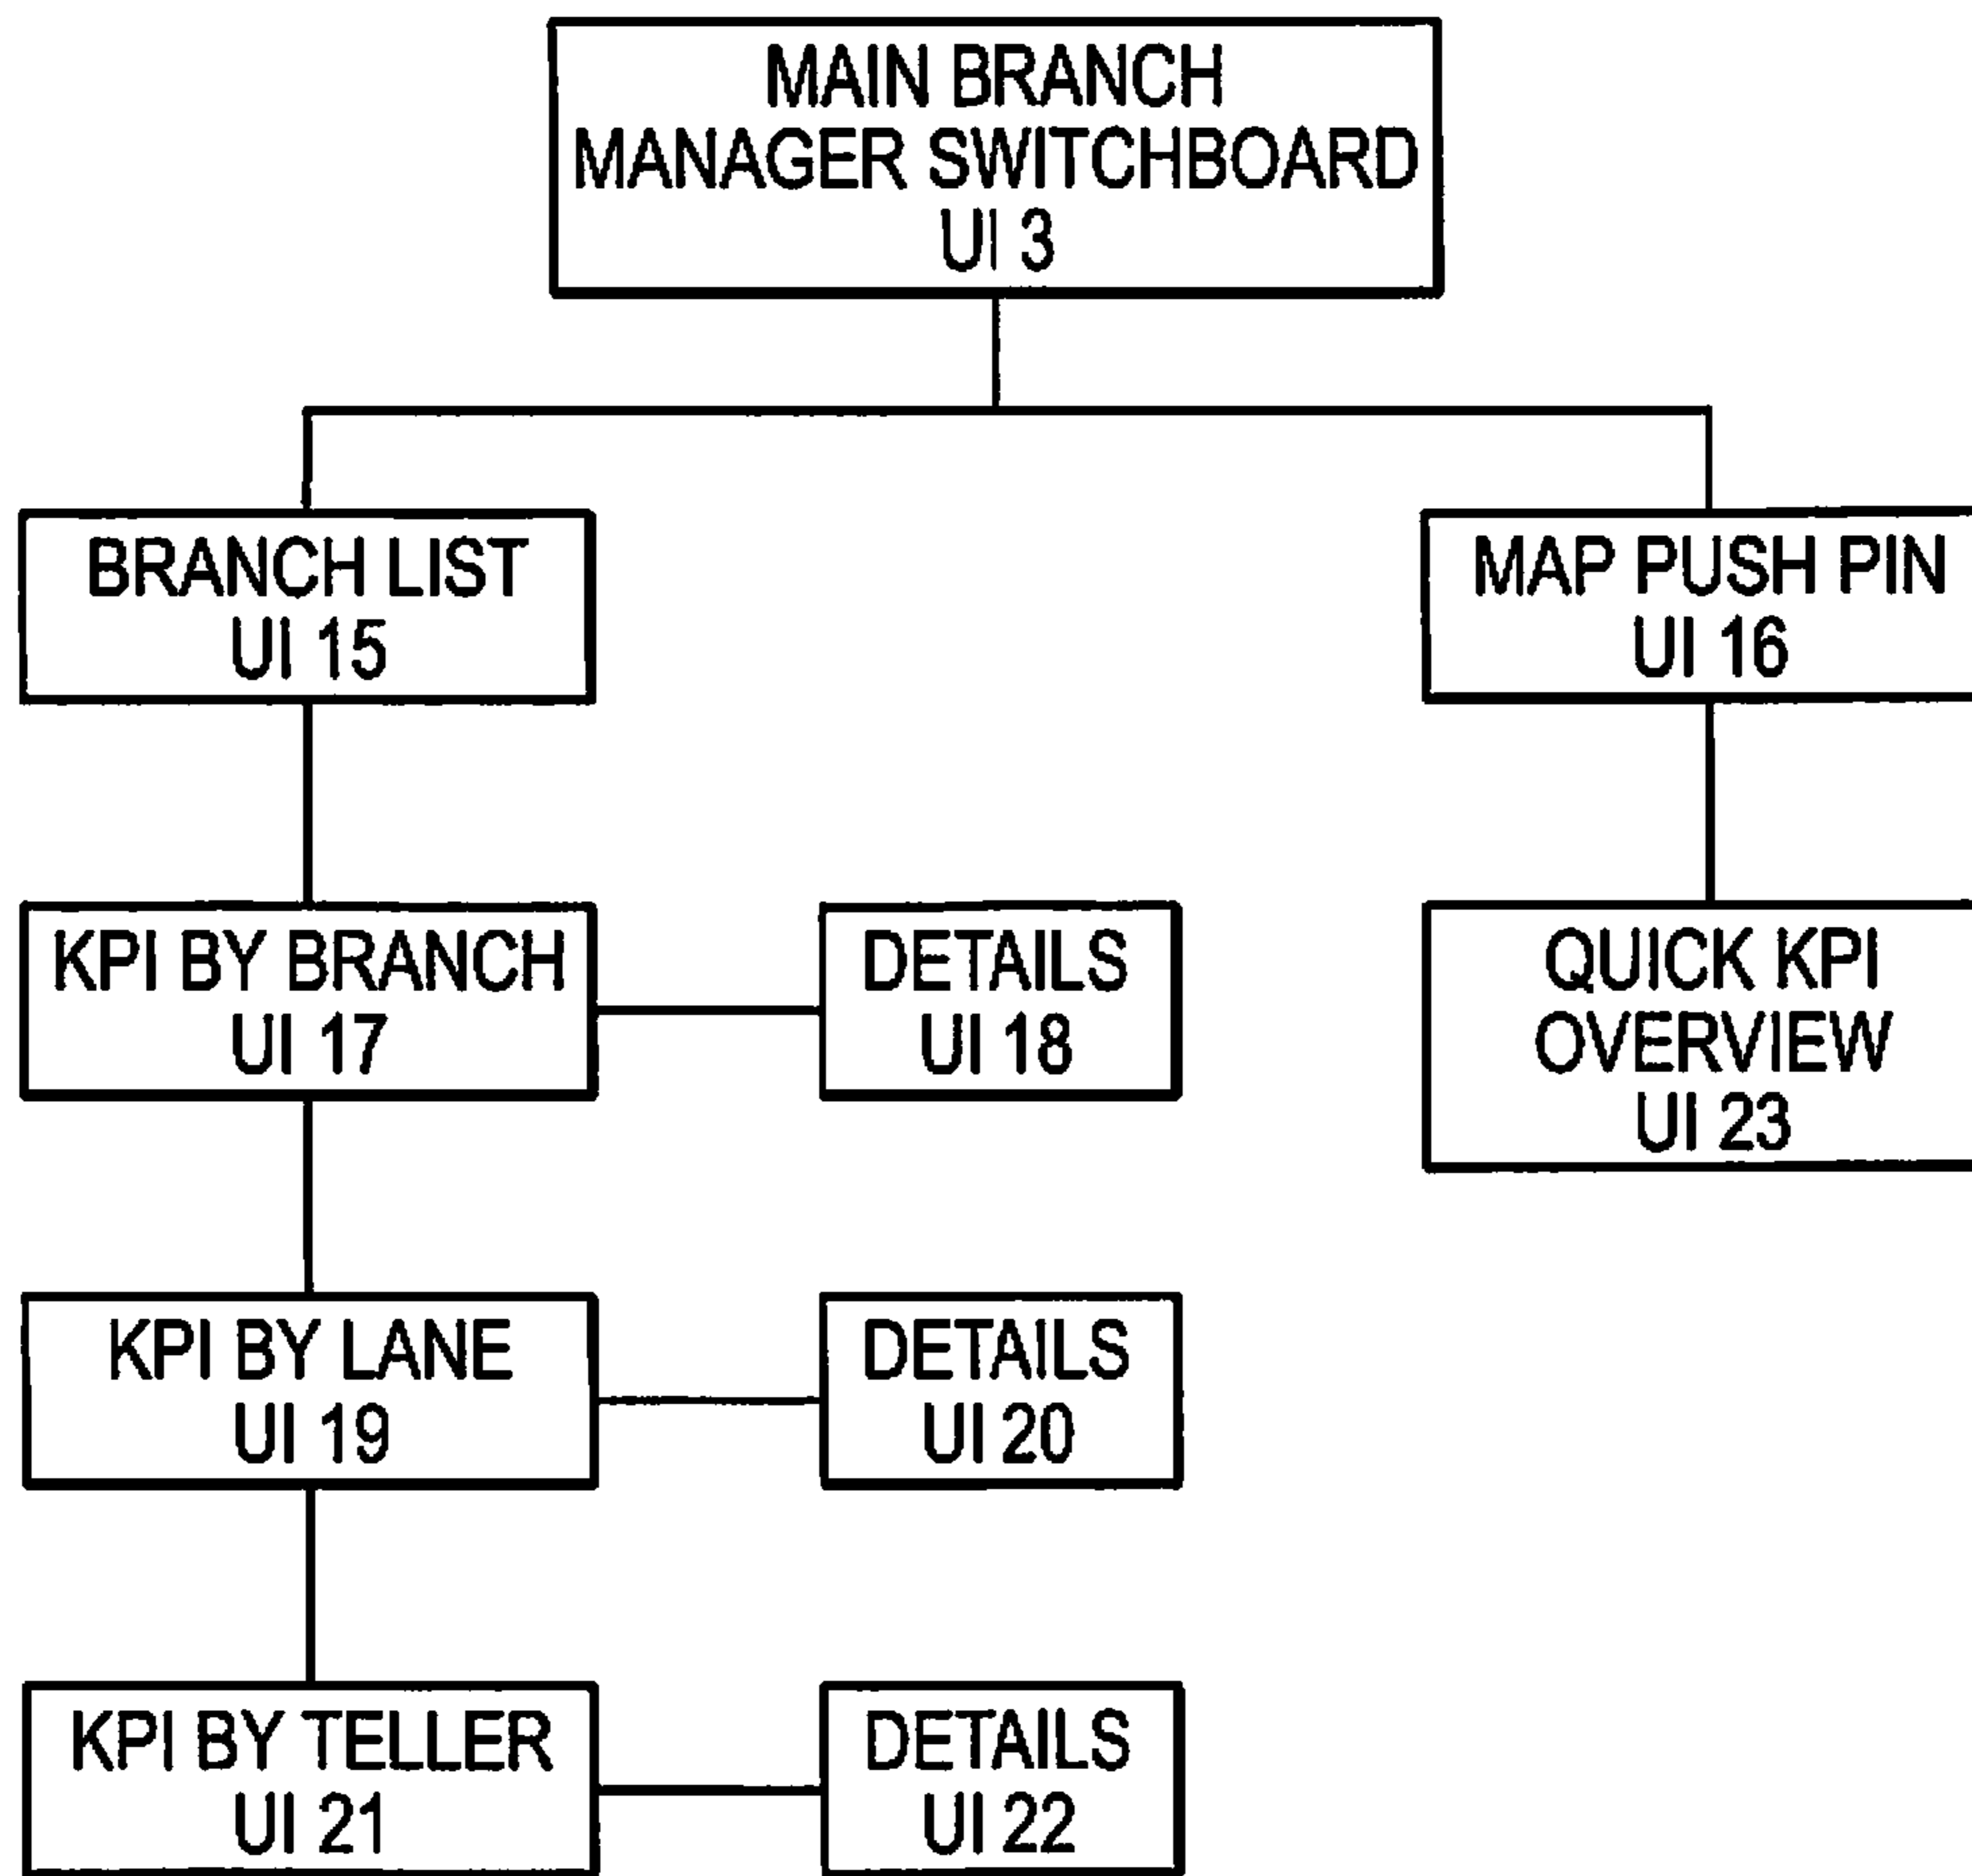 MAIN BRANCH
MANAGER SWITCHBOARD
UI 3
BRANCH LIST
UI 15
MAP PUSH PIN
UI 16
KPI BY BRANCH
UI 17
DETAILS
UI 18
QUICK KPI
OVERVIEW
UI 23
KPI BY LANE
UI 19
DETAILS
UI 20
KPI BY TELLER
UI 21
DETAILS
UI 22